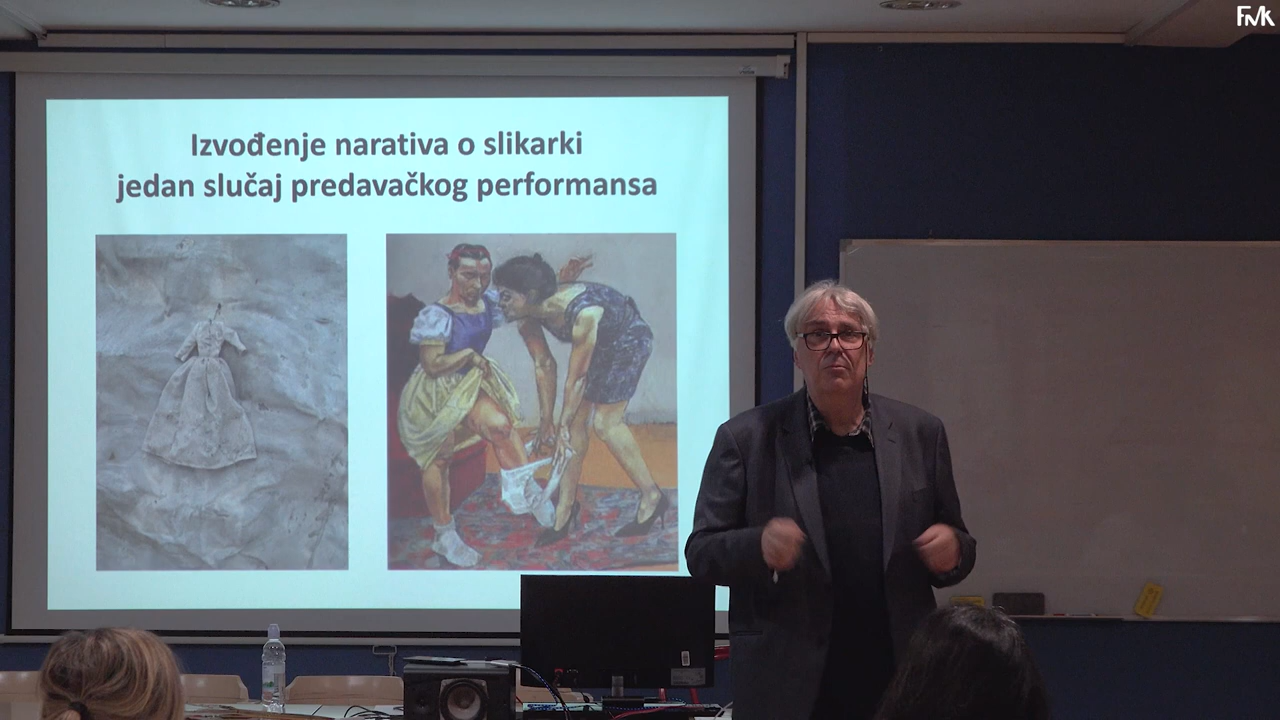 FMK
Izvođenje narativa o slikarki
jedan slučaj predavačkog performansa